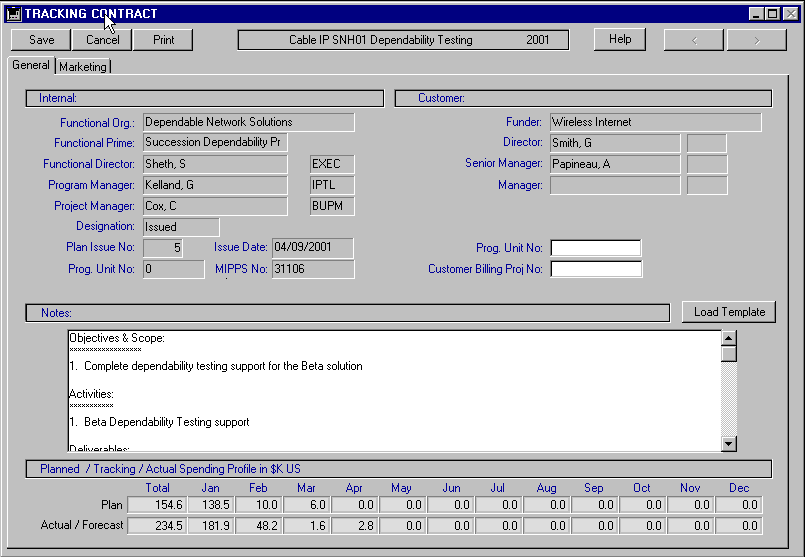 TRACKING CONTRACT
Save Cancel Print Cable IP SNH01 Dependability Testing 2001 Help < >
General Marketing
Internal: Customer:
Functional Org.: Dependable Network Solutions Funder: Wireless Internet
Functional Prime: Succession Dependability Pr Director: Smith, G
Functional Director: Sheth, S EXEC Senior Manager: Papineau, A
Program Manager: Kelland, G IPTL Manager:
Project Manager: Cox, C BUPM
Designation: Issued
Plan Issue No: 5 Issue Date: 04/09/2001 Prog. Unit No:
Prog. Unit No: 0 MIPPS No: 31106 Customer Billing Proj No:
Notes: Load Template
Objectives & Scope:
******************
1. Complete dependability testing support for the Beta solution
Activities:
***********
1. Beta Dependability Testing support
Deliverables:
Planned / Tracking / Actual Spending Profile in $K US
Total Jan Feb Mar Apr May Jun Jul Aug Sep Oct Nov Dec
Plan 154.6 138.5 10.0 6.0 0.0 0.0 0.0 0.0 0.0 0.0 0.0 0.0 0.0
Actual / Forecast 234.5 181.9 48.2 1.6 2.8 0.0 0.0 0.0 0.0 0.0 0.0 0.0 0.0